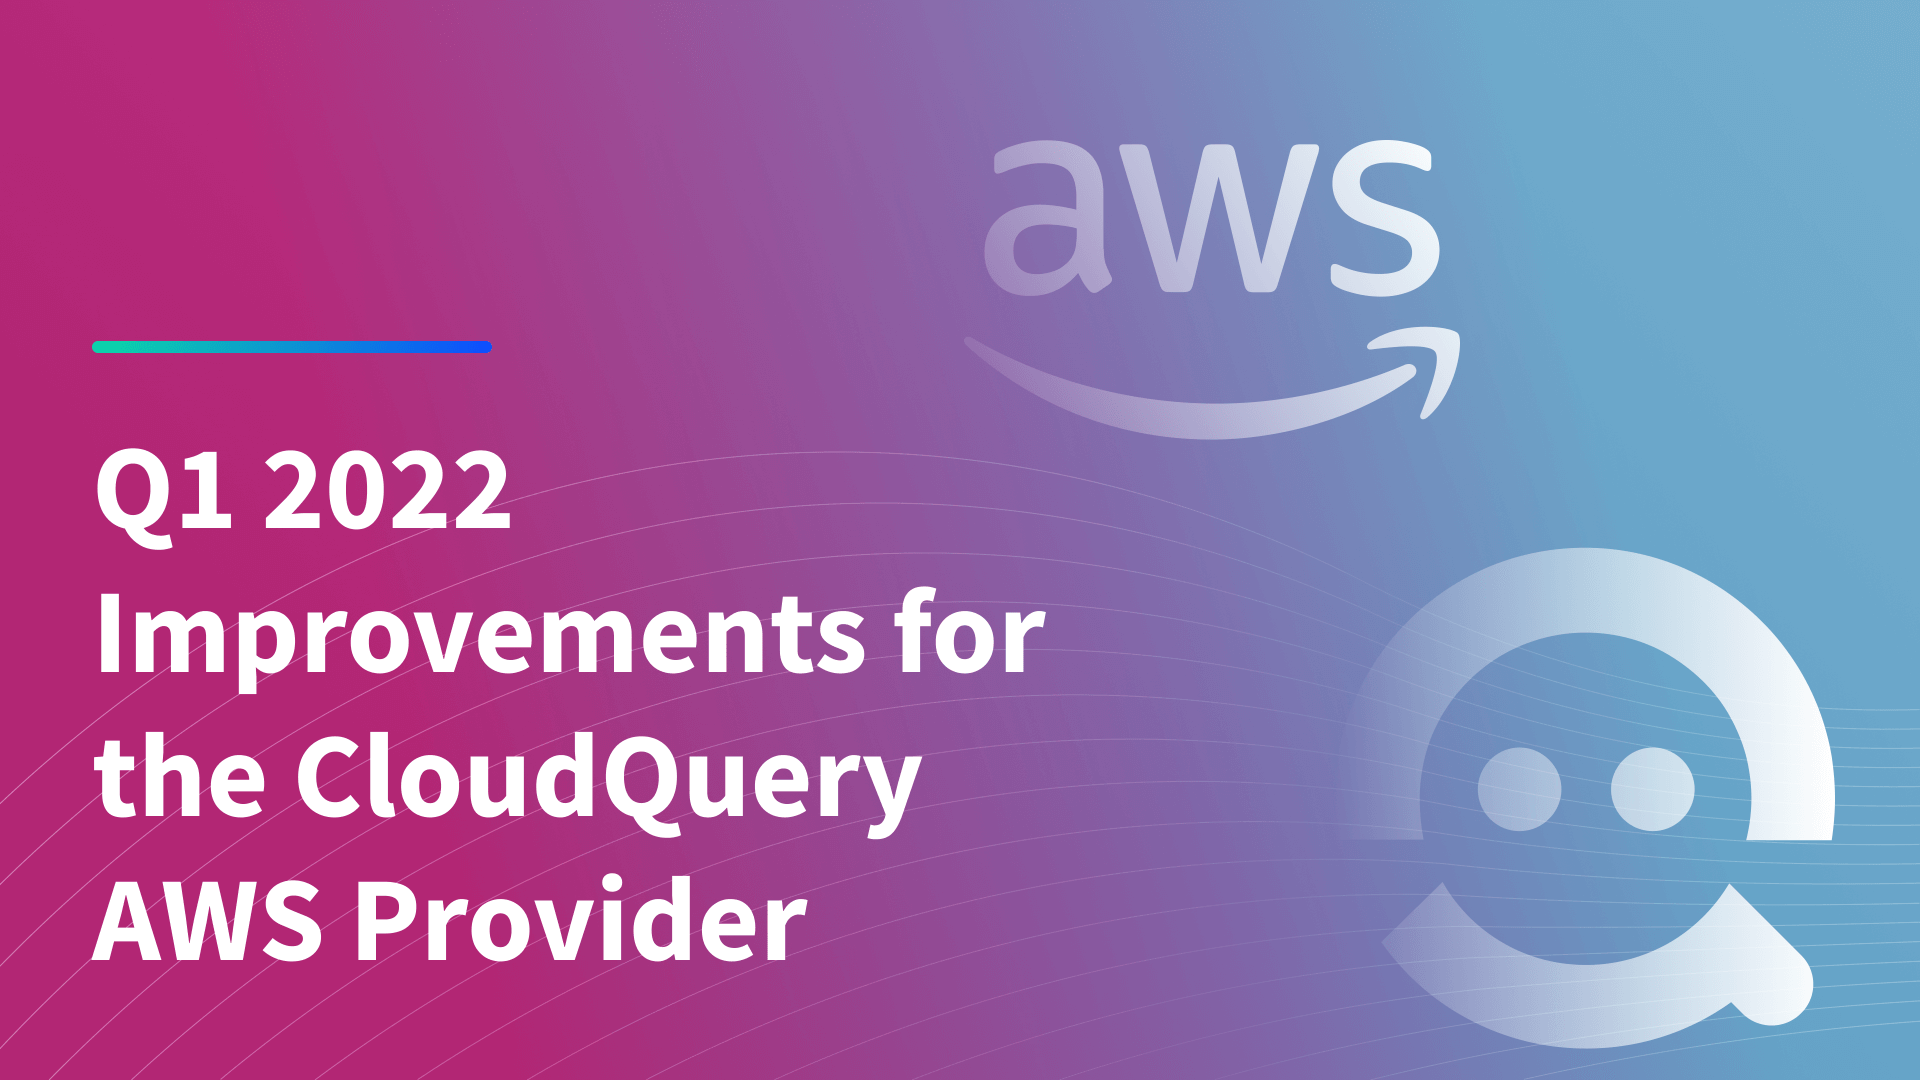 aws
Q1 2022
Improvements for
the CloudQuery
AWS Provider